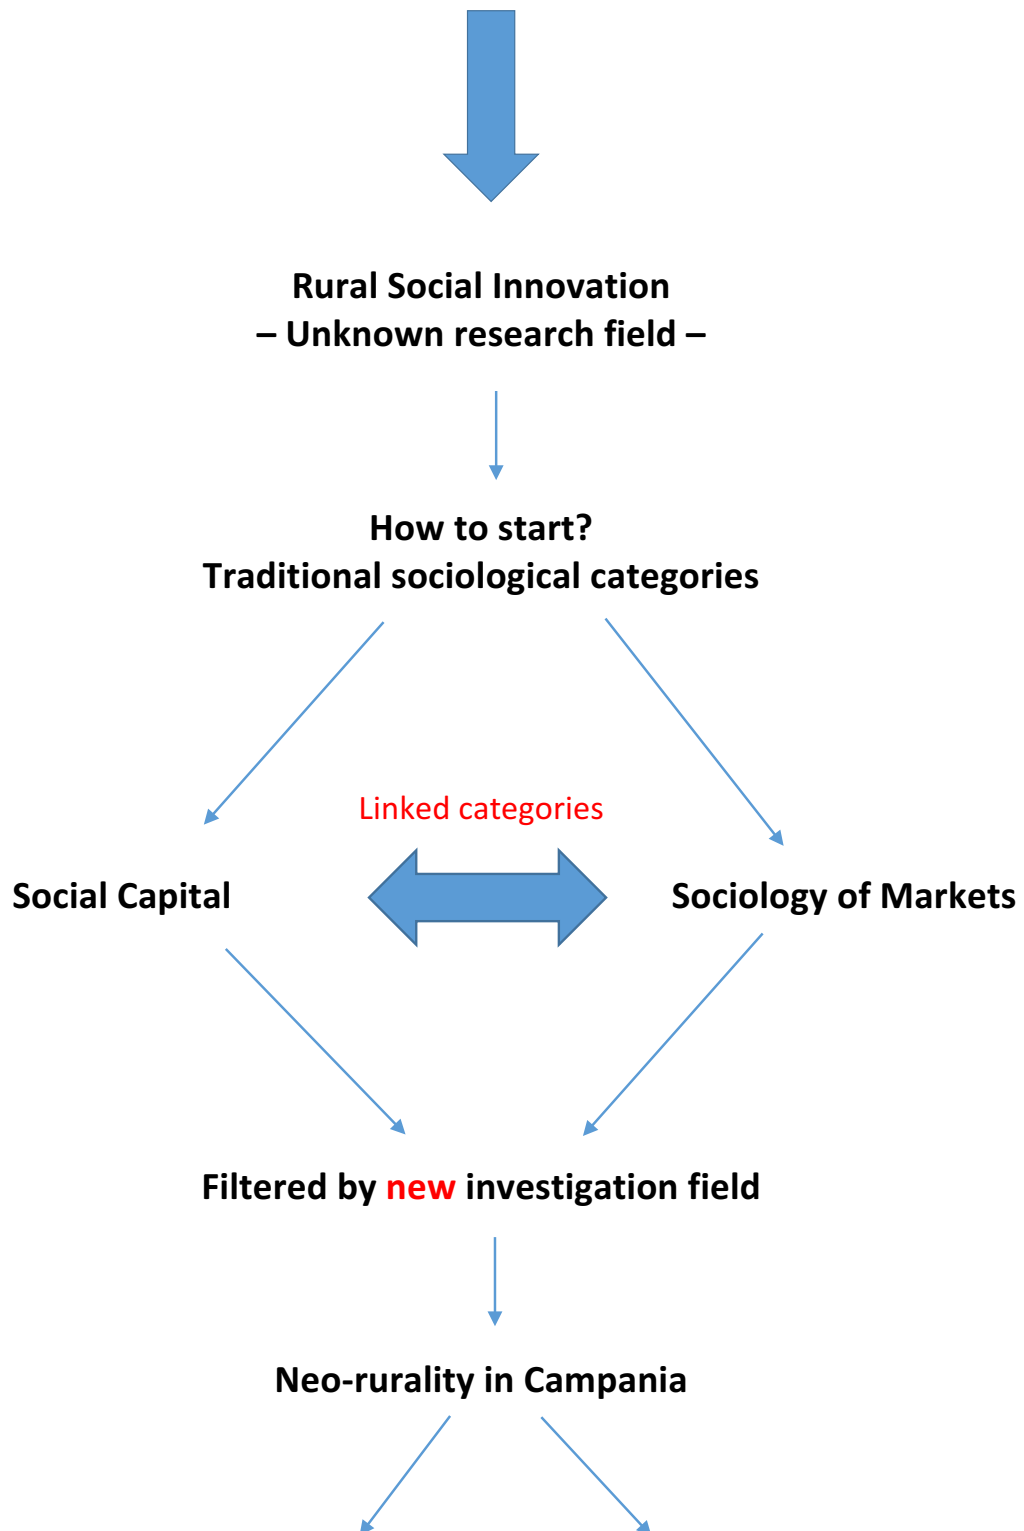 Rural Social Innovation
– Unknown research field –
How to start?
Traditional sociological categories
Linked categories
Social Capital
Sociology of Markets
Filtered by new investigation field
Neo-rurality in Campania